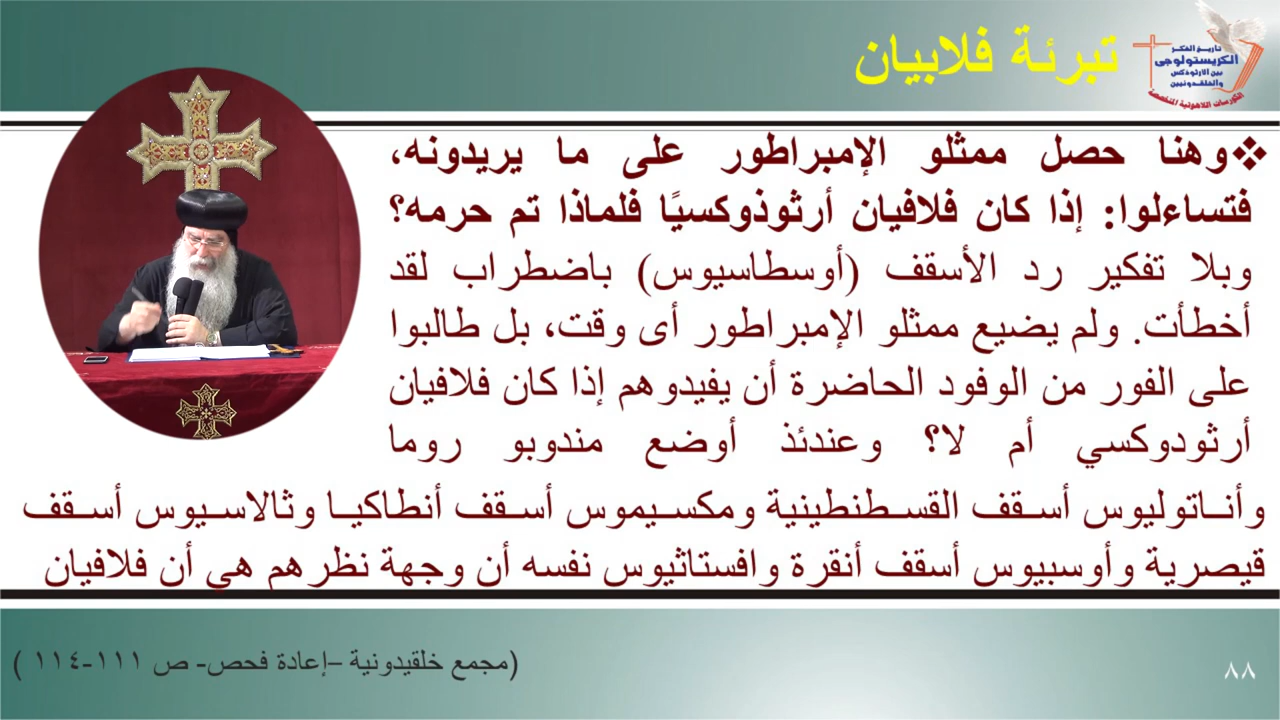 تبرئة فلابيان
تاريخ الفكر
الكريستولوجى
بين الارثوذكس
والخلقدونيين
الكورسات اللاهوتية المتخصصة
❖وهنا حصل ممثلو الإمبراطور على ما يريدونه،
فتساءلوا: إذا كان فلافيان أرثوذوكسيًا فلماذا تم حرمه؟
وبلا تفكير رد الأسقف (أوسطاسيوس) باضطراب لقد
أخطأت. ولم يضيع ممثلو الإمبراطور أى وقت، بل طالبوا
على الفور من الوفود الحاضرة أن يفيدوهم إذا كان فلافيان
أرثودوكسي أم لا؟ وعندئذ أوضع مندوبو روما
وأناتوليوس أسقف القسطنطينية ومكسيموس أسقف أنطاكيا وثالاسيوس أسقف
قيصرية وأوسبيوس أسقف أنقرة وافستاثيوس نفسه أن وجهة نظرهم هي أن فلافيان
(مجمع خلقيدونية –إعادة فحص- ص ١١١-١١٤ )
٨٨